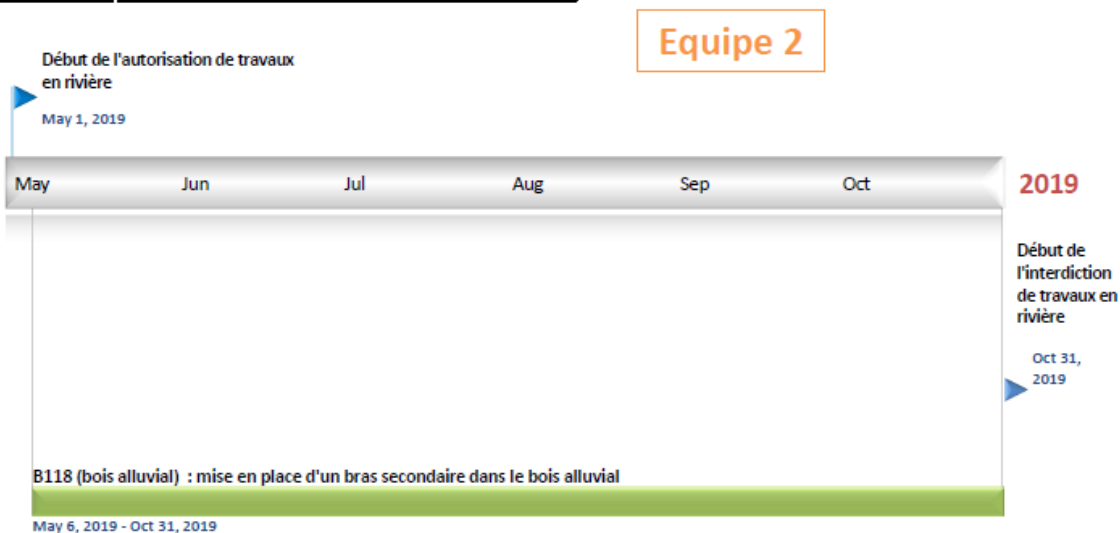 Equipe 2
Début de l'autorisation de travaux
en rivière
May 1, 2019
May Jun Jul Aug Sep Oct 2019
Début de
l'interdiction
de travaux en
rivière
Oct 31,
2019
B118 (bois alluvial) : mise en place d'un bras secondaire dans le bois alluvial
May 6, 2019 - Oct 31, 2019